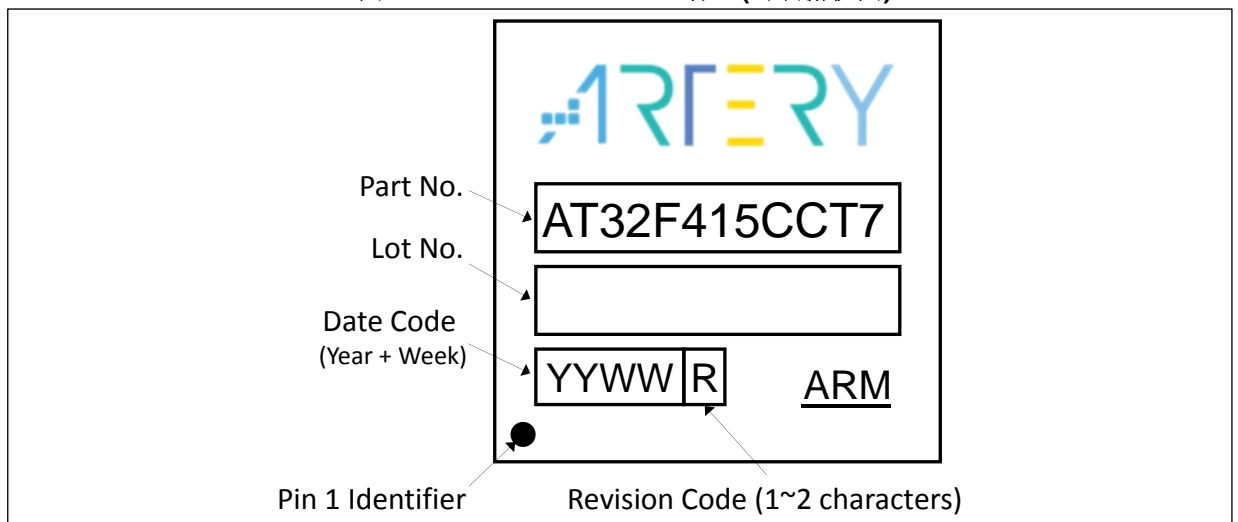 ARTERY
Part No.
AT32F415CCT7
Lot No.
Date Code
(Year + Week)
YYWW R
ARM
Pin 1 Identifier
Revision Code (1~2 characters)